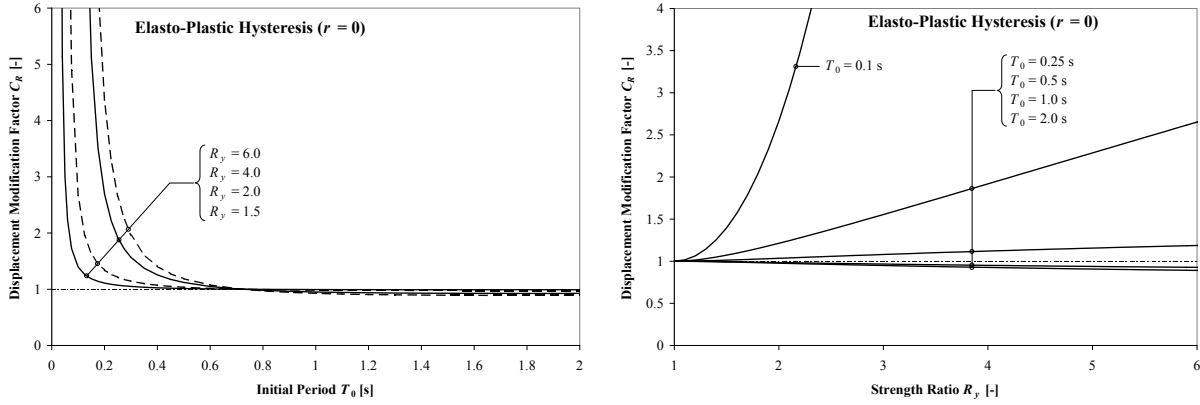 Elasto-Plastic Hysteresis (r = 0)
Displacement Modification Factor C_R [-]
6
5
4
3
2
1
0
R_y = 6.0
R_y = 4.0
R_y = 2.0
R_y = 1.5
0 0.2 0.4 0.6 0.8 1 1.2 1.4 1.6 1.8 2
Initial Period T_0 [s]
Elasto-Plastic Hysteresis (r = 0)
Displacement Modification Factor C_R [-]
4
3.5
3
2.5
2
1.5
1
0.5
0
T_0 = 0.1 s
T_0 = 0.25 s
T_0 = 0.5 s
T_0 = 1.0 s
T_0 = 2.0 s
1 2 3 4 5 6
Strength Ratio R_y [-]